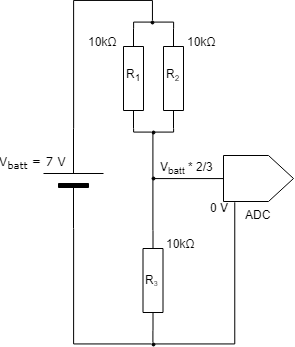 10kΩ 10kΩ
R1 R2
Vbatt = 7 V
Vbatt * 2/3
0 V
ADC
10kΩ
R3